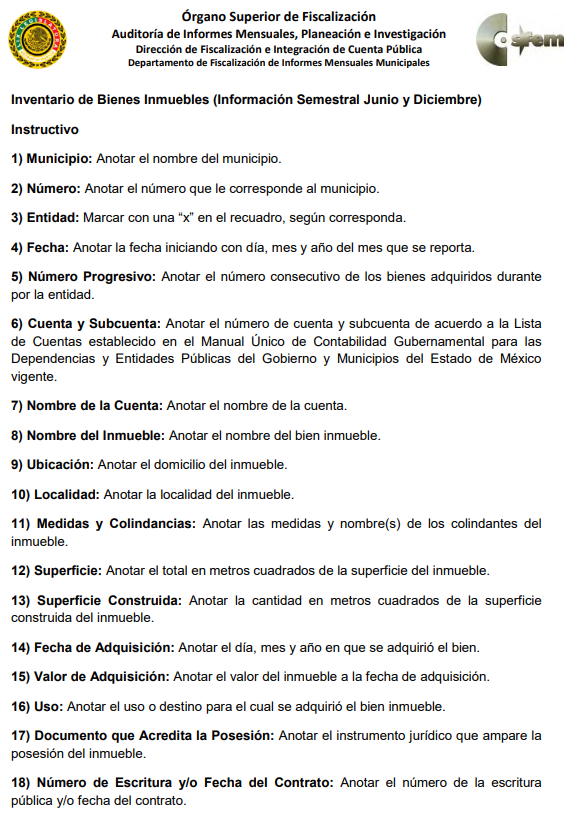 Órgano Superior de Fiscalización
Auditoría de Informes Mensuales, Planeación e Investigación
Dirección de Fiscalización e Integración de Cuenta Pública
Departamento de Fiscalización de Informes Mensuales Municipales
osfem
Inventario de Bienes Inmuebles (Información Semestral Junio y Diciembre)
Instructivo
1) Municipio: Anotar el nombre del municipio.
2) Número: Anotar el número que le corresponde al municipio.
3) Entidad: Marcar con una “x” en el recuadro, según corresponda.
4) Fecha: Anotar la fecha iniciando con día, mes y año del mes que se reporta.
5) Número Progresivo: Anotar el número consecutivo de los bienes adquiridos durante
por la entidad.
6) Cuenta y Subcuenta: Anotar el número de cuenta y subcuenta de acuerdo a la Lista
de Cuentas establecido en el Manual Único de Contabilidad Gubernamental para las
Dependencias y Entidades Públicas del Gobierno y Municipios del Estado de México
vigente.
7) Nombre de la Cuenta: Anotar el nombre de la cuenta.
8) Nombre del Inmueble: Anotar el nombre del bien inmueble.
9) Ubicación: Anotar el domicilio del inmueble.
10) Localidad: Anotar la localidad del inmueble.
11) Medidas y Colindancias: Anotar las medidas y nombre(s) de los colindantes del
inmueble.
12) Superficie: Anotar el total en metros cuadrados de la superficie del inmueble.
13) Superficie Construida: Anotar la cantidad en metros cuadrados de la superficie
construida del inmueble.
14) Fecha de Adquisición: Anotar el día, mes y año en que se adquirió el bien.
15) Valor de Adquisición: Anotar el valor del inmueble a la fecha de adquisición.
16) Uso: Anotar el uso o destino para el cual se adquirió el bien inmueble.
17) Documento que Acredita la Posesión: Anotar el instrumento jurídico que ampare la
posesión del inmueble.
18) Número de Escritura y/o Fecha del Contrato: Anotar el número de la escritura
pública y/o fecha del contrato.